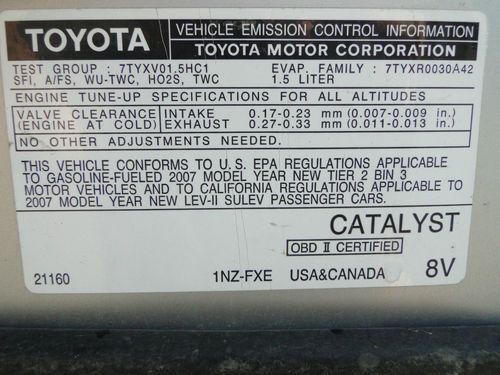 TOYOTA
VEHICLE EMISSION CONTROL INFORMATION
TOYOTA MOTOR CORPORATION
TEST GROUP : 7TYXV01.5HC1 EVAP. FAMILY : 7TYXR0030A42
SFI, A/FS, WU-TWC, HO2S, TWC 1.5 LITER
ENGINE TUNE-UP SPECIFICATIONS FOR ALL ALTITUDES
VALVE CLEARANCE INTAKE 0.17-0.23 mm (0.007-0.009 in.)
(ENGINE AT COLD) EXHAUST 0.27-0.33 mm (0.011-0.013 in.)
NO OTHER ADJUSTMENTS NEEDED.
THIS VEHICLE CONFORMS TO U.S. EPA REGULATIONS APPLICABLE
TO GASOLINE-FUELED 2007 MODEL YEAR NEW TIER 2 BIN 3
MOTOR VEHICLES AND TO CALIFORNIA REGULATIONS APPLICABLE TO
2007 MODEL YEAR NEW LEV-II SULEV PASSENGER CARS.
CATALYST
OBD II CERTIFIED
21160 1NZ-FXE USA&CANADA 8V